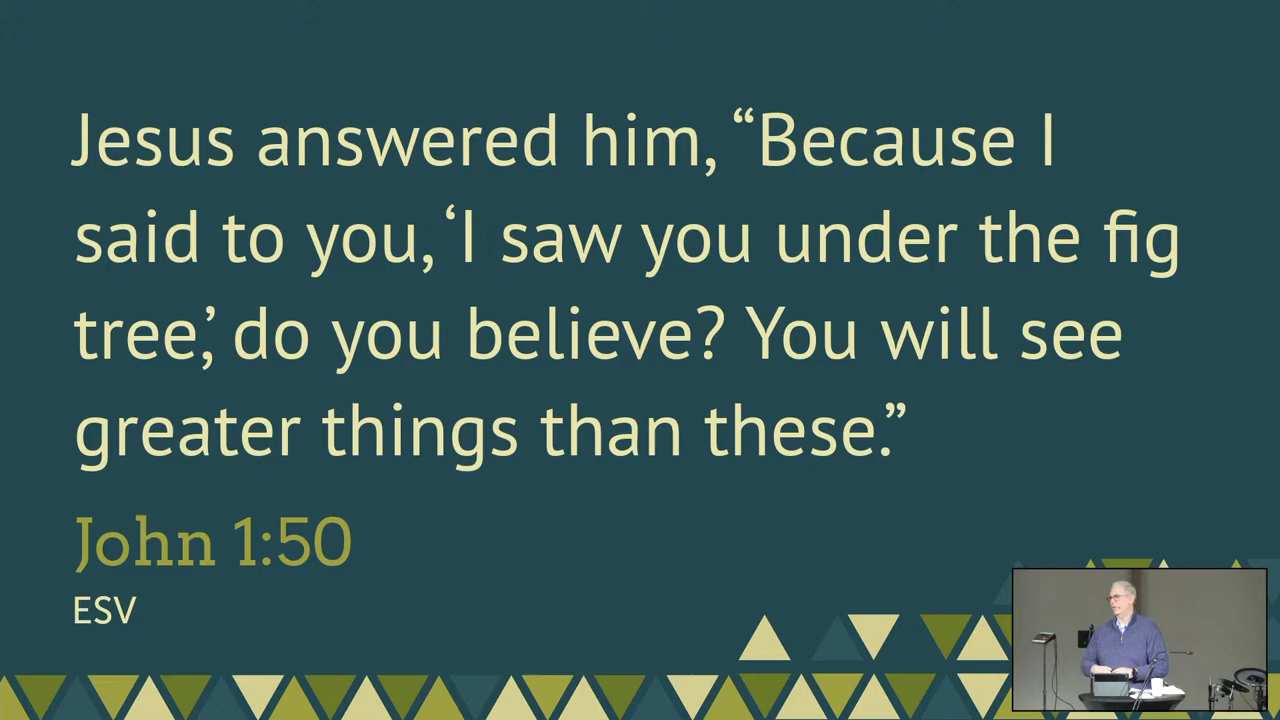 Jesus answered him, “Because I
said to you, ‘I saw you under the fig
tree,’ do you believe? You will see
greater things than these.”
John 1:50
ESV